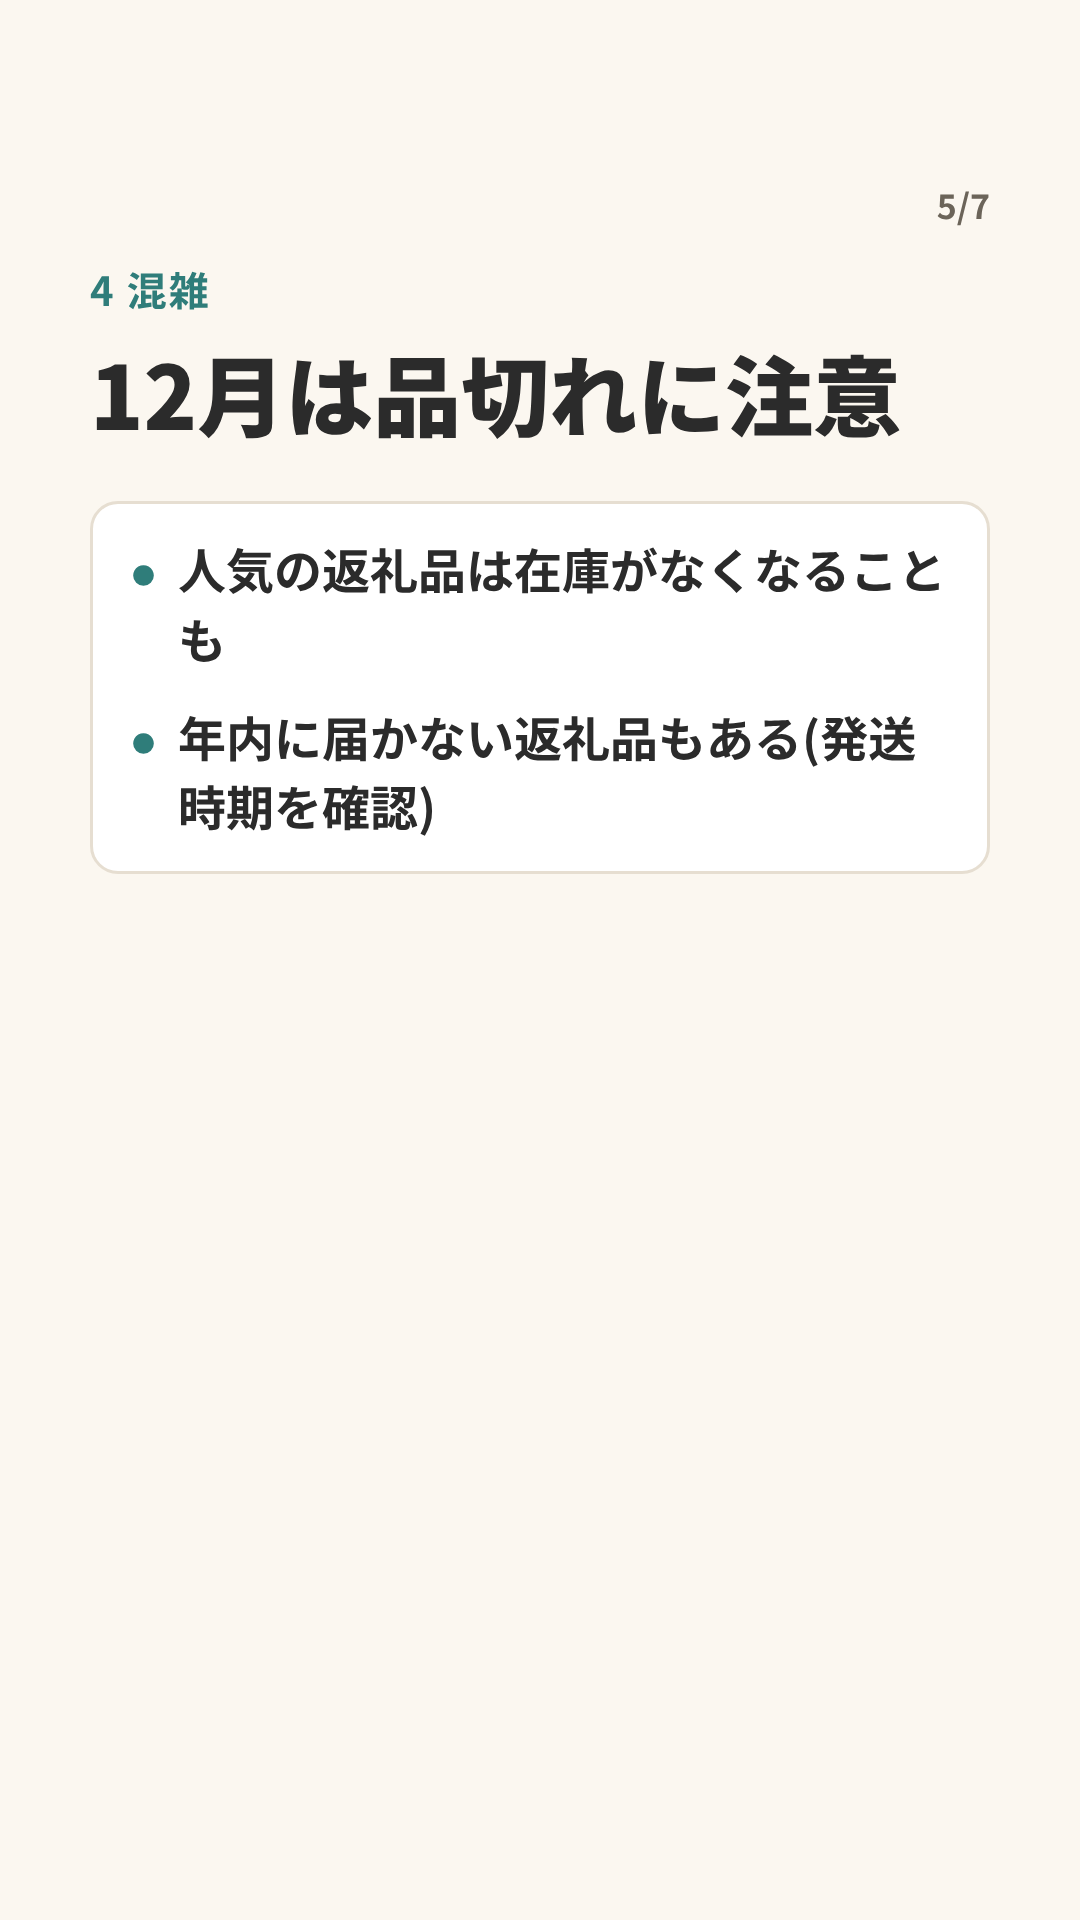 5/7
4 混雑
12月は品切れに注意
人気の返礼品は在庫がなくなること
も
年内に届かない返礼品もある(発送
時期を確認)